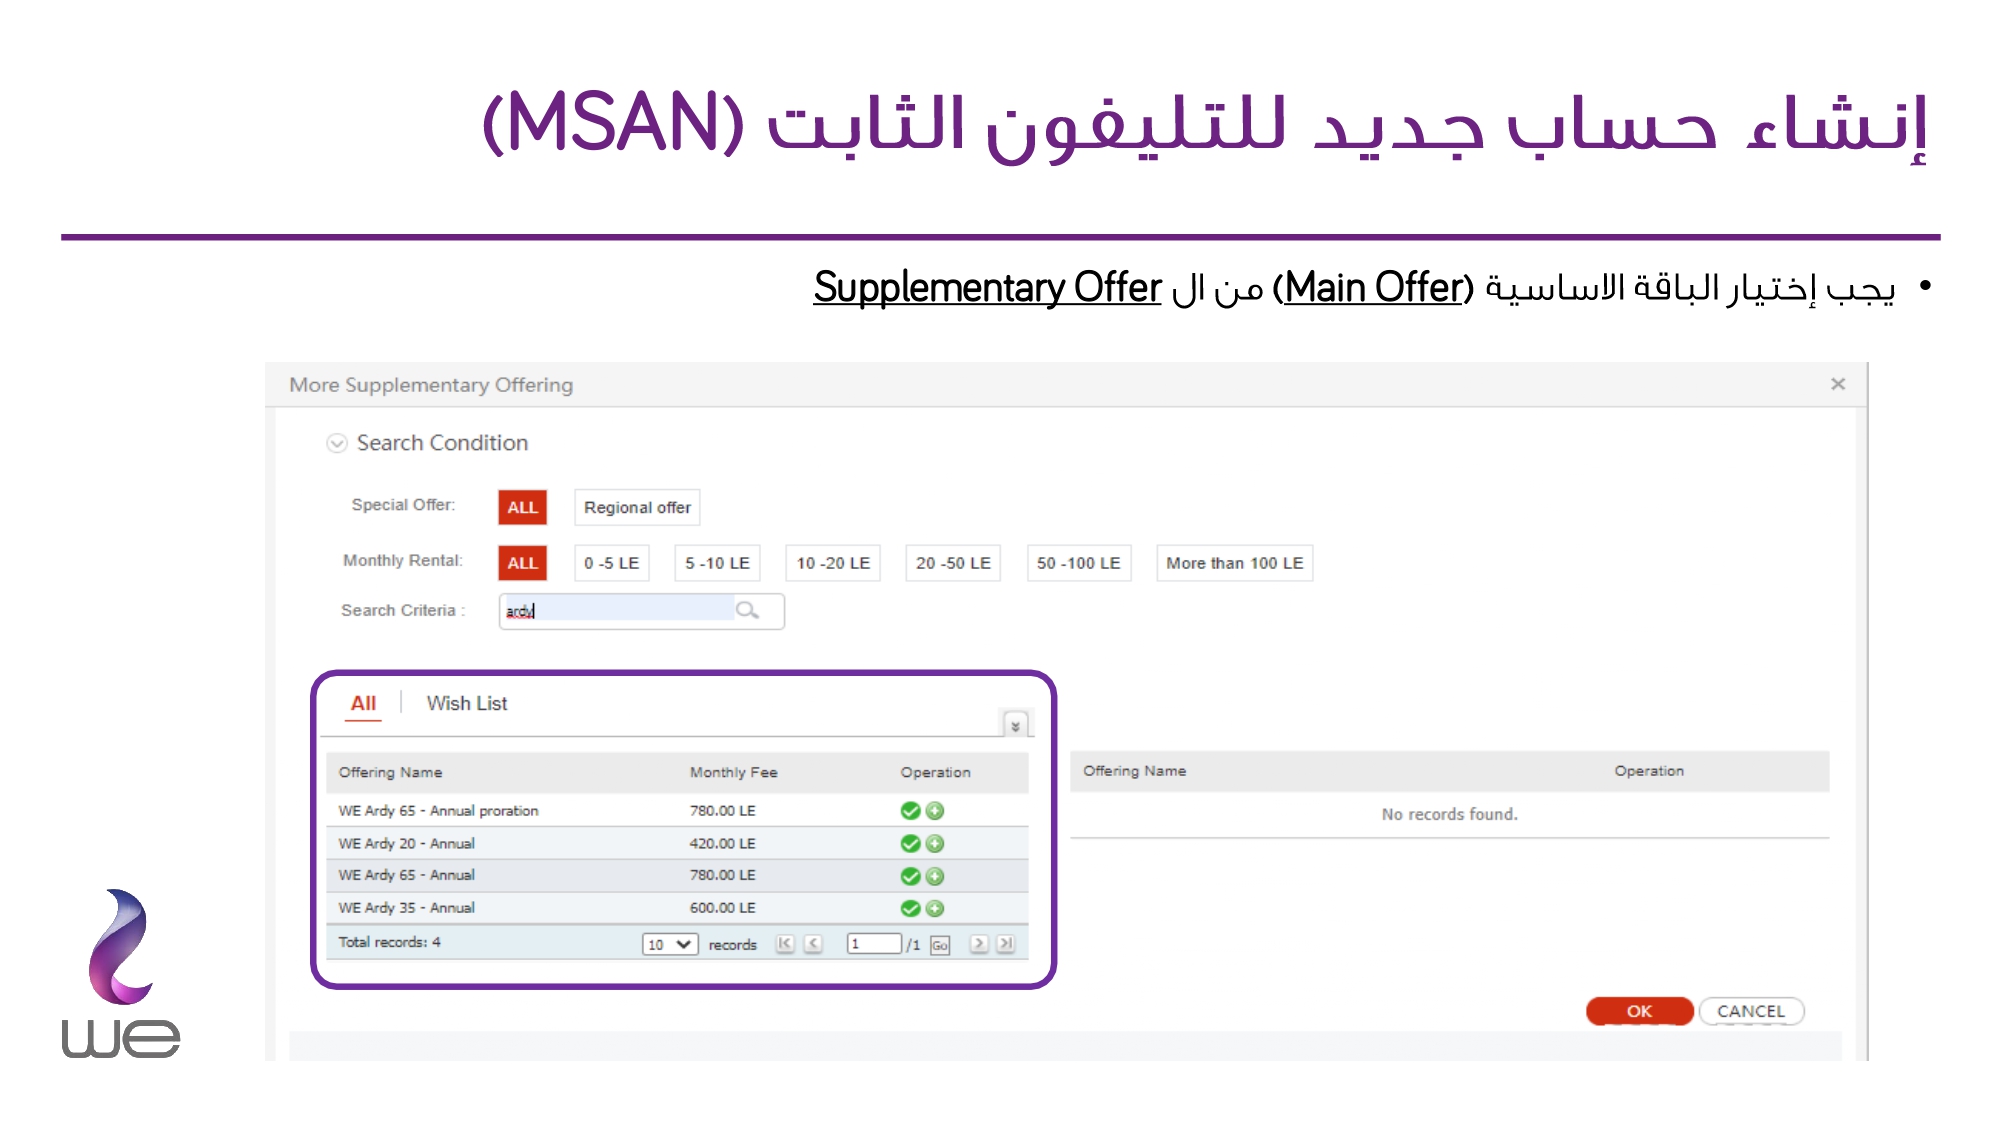 إنشاء حساب جديد للتليفون الثابت (MSAN)
• يجب إختيار الباقة الاساسية (Main Offer) من ال Supplementary Offer
More Supplementary Offering ×
Search Condition
Special Offer: ALL Regional offer
Monthly Rental: ALL 0 -5 LE 5 -10 LE 10 -20 LE 20 -50 LE 50 -100 LE More than 100 LE
Search Criteria : ardy
All Wish List
Offering Name Monthly Fee Operation
WE Ardy 65 - Annual proration 780.00 LE
WE Ardy 20 - Annual 420.00 LE
WE Ardy 65 - Annual 780.00 LE
WE Ardy 35 - Annual 600.00 LE
Total records: 4 10 records 1 /1 Go
Offering Name Operation
No records found.
OK CANCEL
we